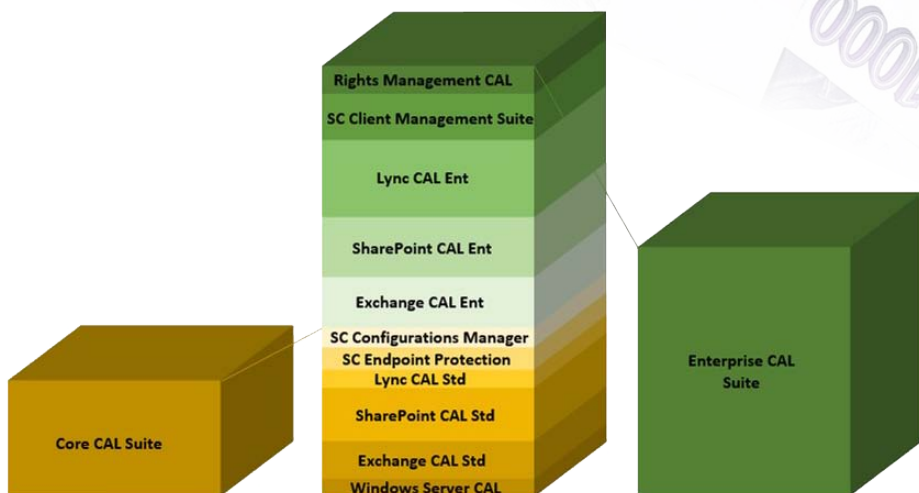 Rights Management CAL
SC Client Management Suite
Lync CAL Ent
SharePoint CAL Ent
Exchange CAL Ent
SC Configurations Manager
SC Endpoint Protection
Lync CAL Std
SharePoint CAL Std
Exchange CAL Std
Windows Server CAL
Core CAL Suite
Enterprise CAL
Suite